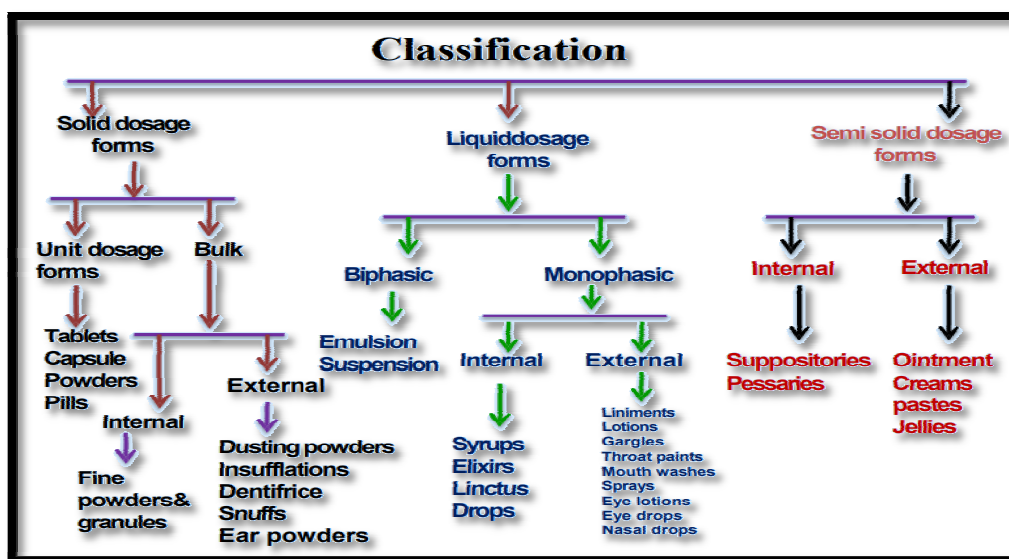 Classification
Solid dosage
forms
Unit dosage
forms
Tablets
Capsule
Powders
Pills
Bulk
Internal
Fine
powders&
granules
External
Dusting powders
Insufflations
Dentifrice
Snuffs
Ear powders
Liquiddosage
forms
Biphasic
Emulsion
Suspension
Monophasic
Internal
Syrups
Elixirs
Linctus
Drops
External
Liniments
Lotions
Gargles
Throat paints
Mouth washes
Sprays
Eye lotions
Eye drops
Nasal drops
Semi solid dosage
forms
Internal
Suppositories
Pessaries
External
Ointment
Creams
pastes
Jellies